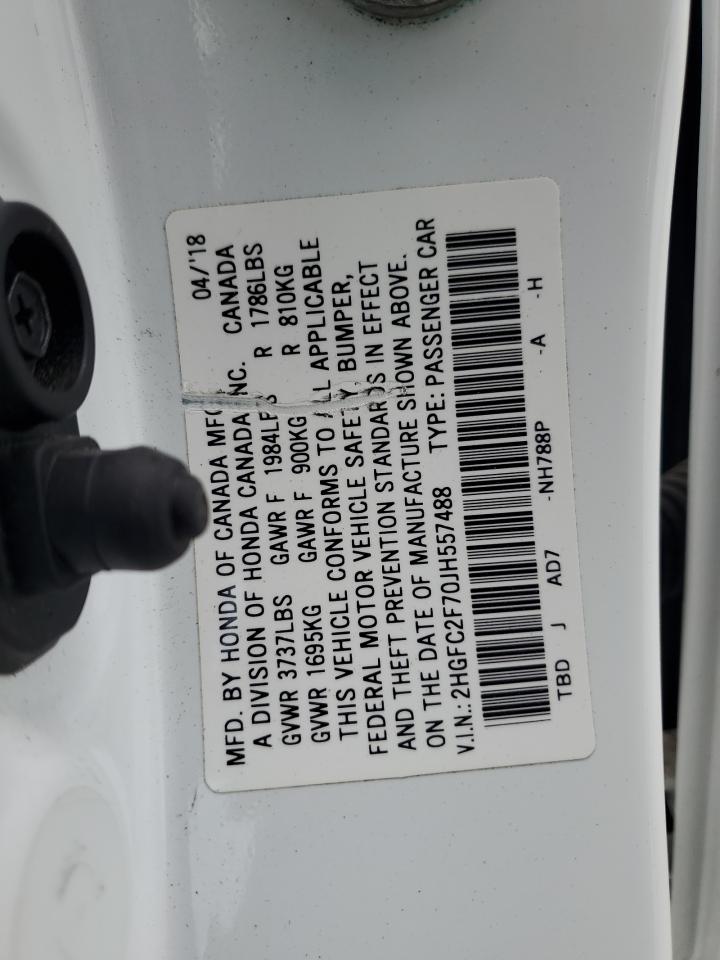 04/'18
MFD. BY HONDA OF CANADA MFG.
A DIVISION OF HONDA CANADA INC. CANADA
GVWR 3737LBS GAWR F 1984LBS R 1786LBS
GVWR 1695KG GAWR F 900KG R 810KG
THIS VEHICLE CONFORMS TO ALL APPLICABLE
FEDERAL MOTOR VEHICLE SAFETY, BUMPER,
AND THEFT PREVENTION STANDARDS IN EFFECT
ON THE DATE OF MANUFACTURE SHOWN ABOVE.
V.I.N.: 2HGFC2F70JH557488 TYPE: PASSENGER CAR
TBD J AD7 -NH788P -A -H